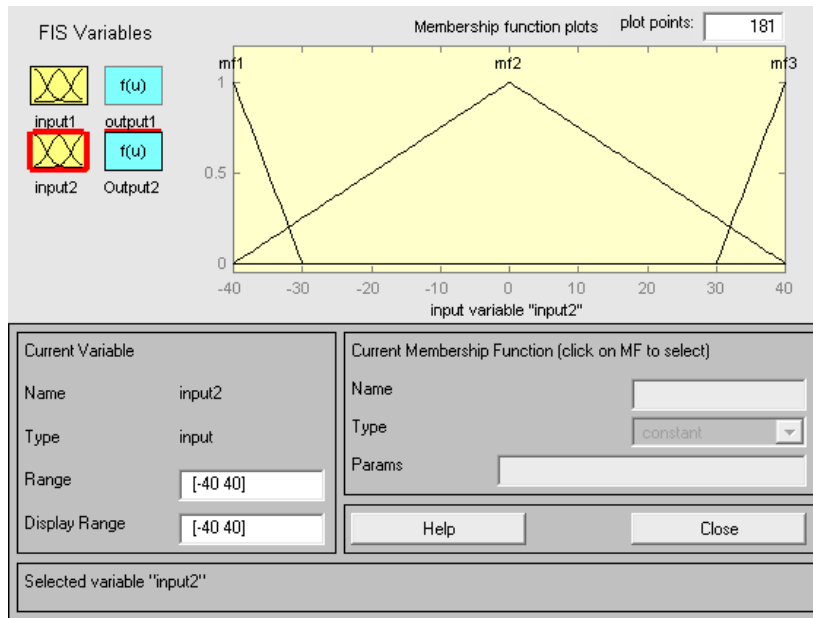 FIS Variables
Membership function plots
plot points:
181
f(u)
input1
output1
f(u)
input2
Output2
mf1
mf2
mf3
1
0.5
0
-40
-30
-20
-10
0
10
20
30
40
input variable "input2"
Current Variable
Name
input2
Type
input
Range
[-40 40]
Display Range
[-40 40]
Current Membership Function (click on MF to select)
Name
Type
constant
Params
Help
Close
Selected variable "input2"